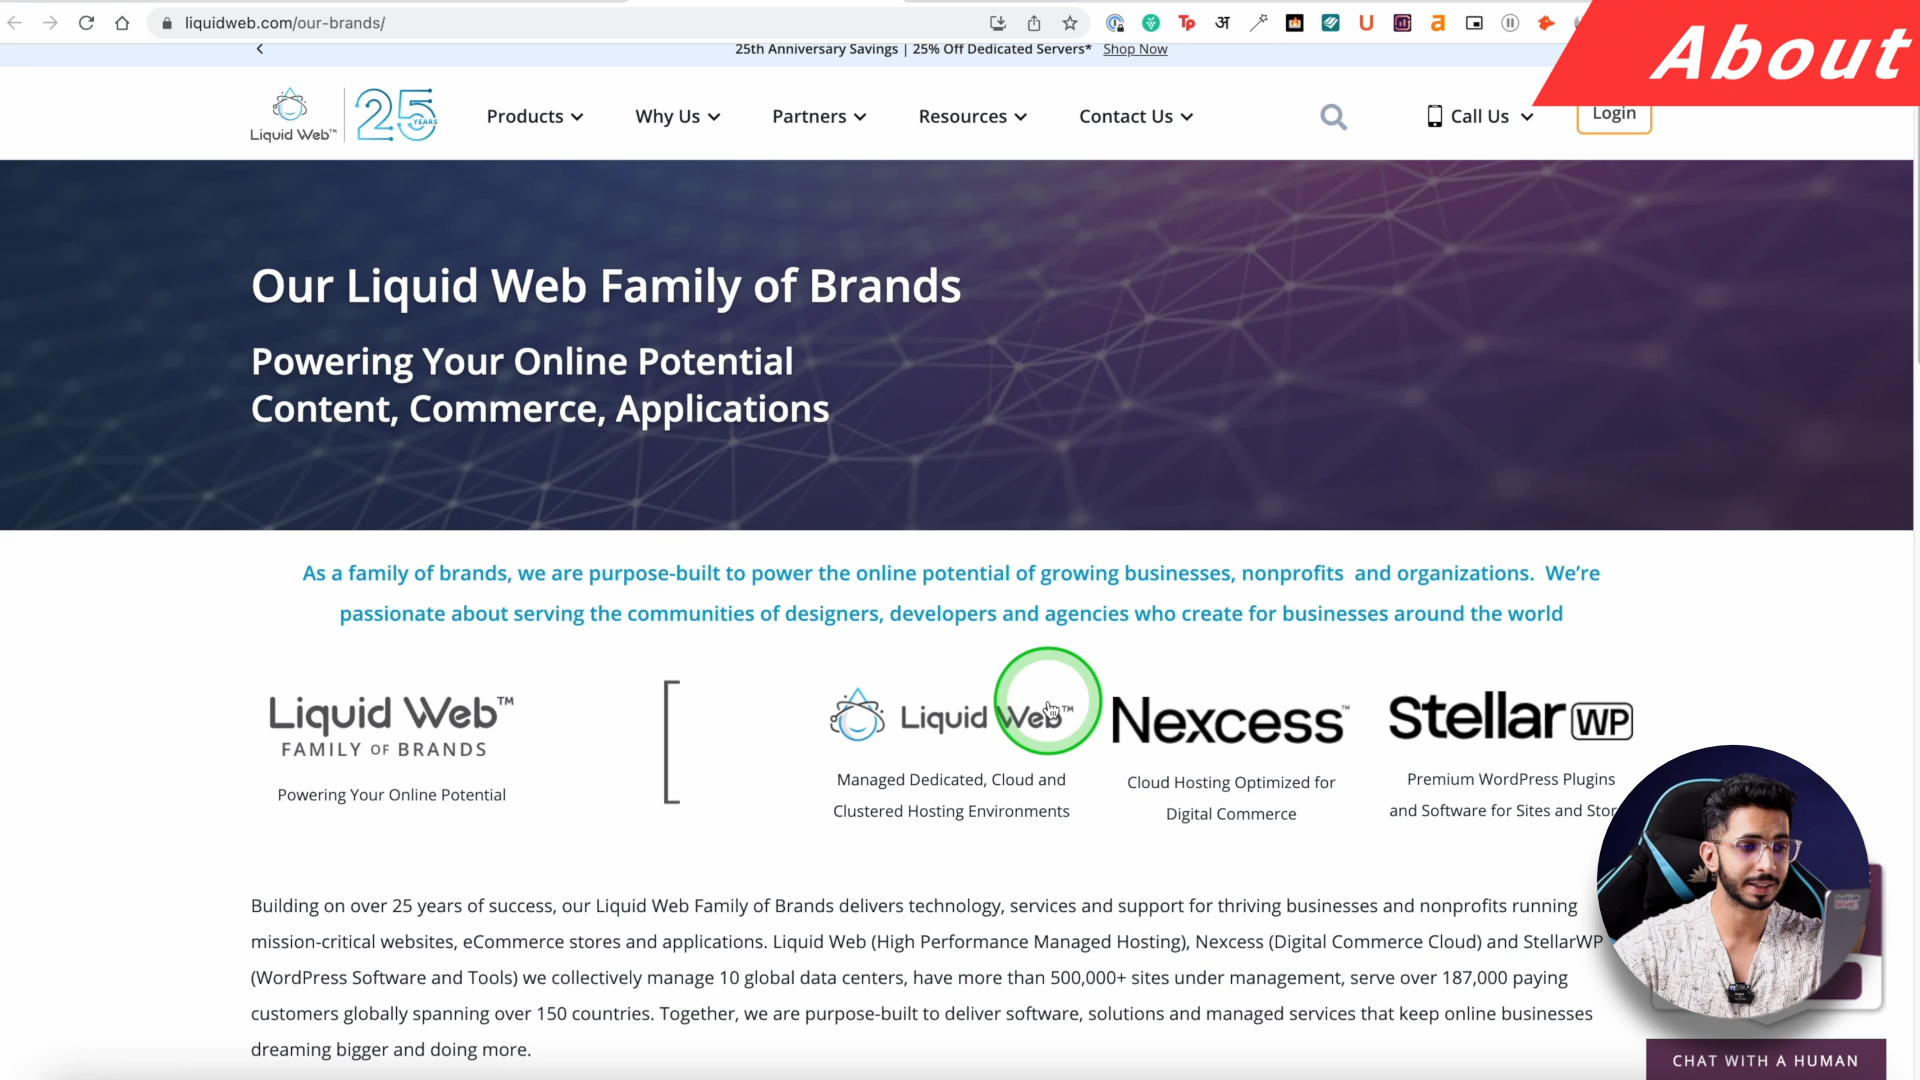 liquidweb.com/our-brands/
About
25th Anniversary Savings | 25% Off Dedicated Servers* Shop Now
Liquid Web™ 25 YEARS Products Why Us Partners Resources Contact Us Call Us Login
Our Liquid Web Family of Brands
Powering Your Online Potential
Content, Commerce, Applications
As a family of brands, we are purpose-built to power the online potential of growing businesses, nonprofits and organizations. We're
passionate about serving the communities of designers, developers and agencies who create for businesses around the world
Liquid Web™
FAMILY OF BRANDS
Powering Your Online Potential
Liquid Web™
Managed Dedicated, Cloud and
Clustered Hosting Environments
Nexcess™
Cloud Hosting Optimized for
Digital Commerce
Stellar WP
Premium WordPress Plugins
and Software for Sites and Stor
Building on over 25 years of success, our Liquid Web Family of Brands delivers technology, services and support for thriving businesses and nonprofits running
mission-critical websites, eCommerce stores and applications. Liquid Web (High Performance Managed Hosting), Nexcess (Digital Commerce Cloud) and StellarWP
(WordPress Software and Tools) we collectively manage 10 global data centers, have more than 500,000+ sites under management, serve over 187,000 paying
customers globally spanning over 150 countries. Together, we are purpose-built to deliver software, solutions and managed services that keep online businesses
dreaming bigger and doing more.
CHAT WITH A HUMAN